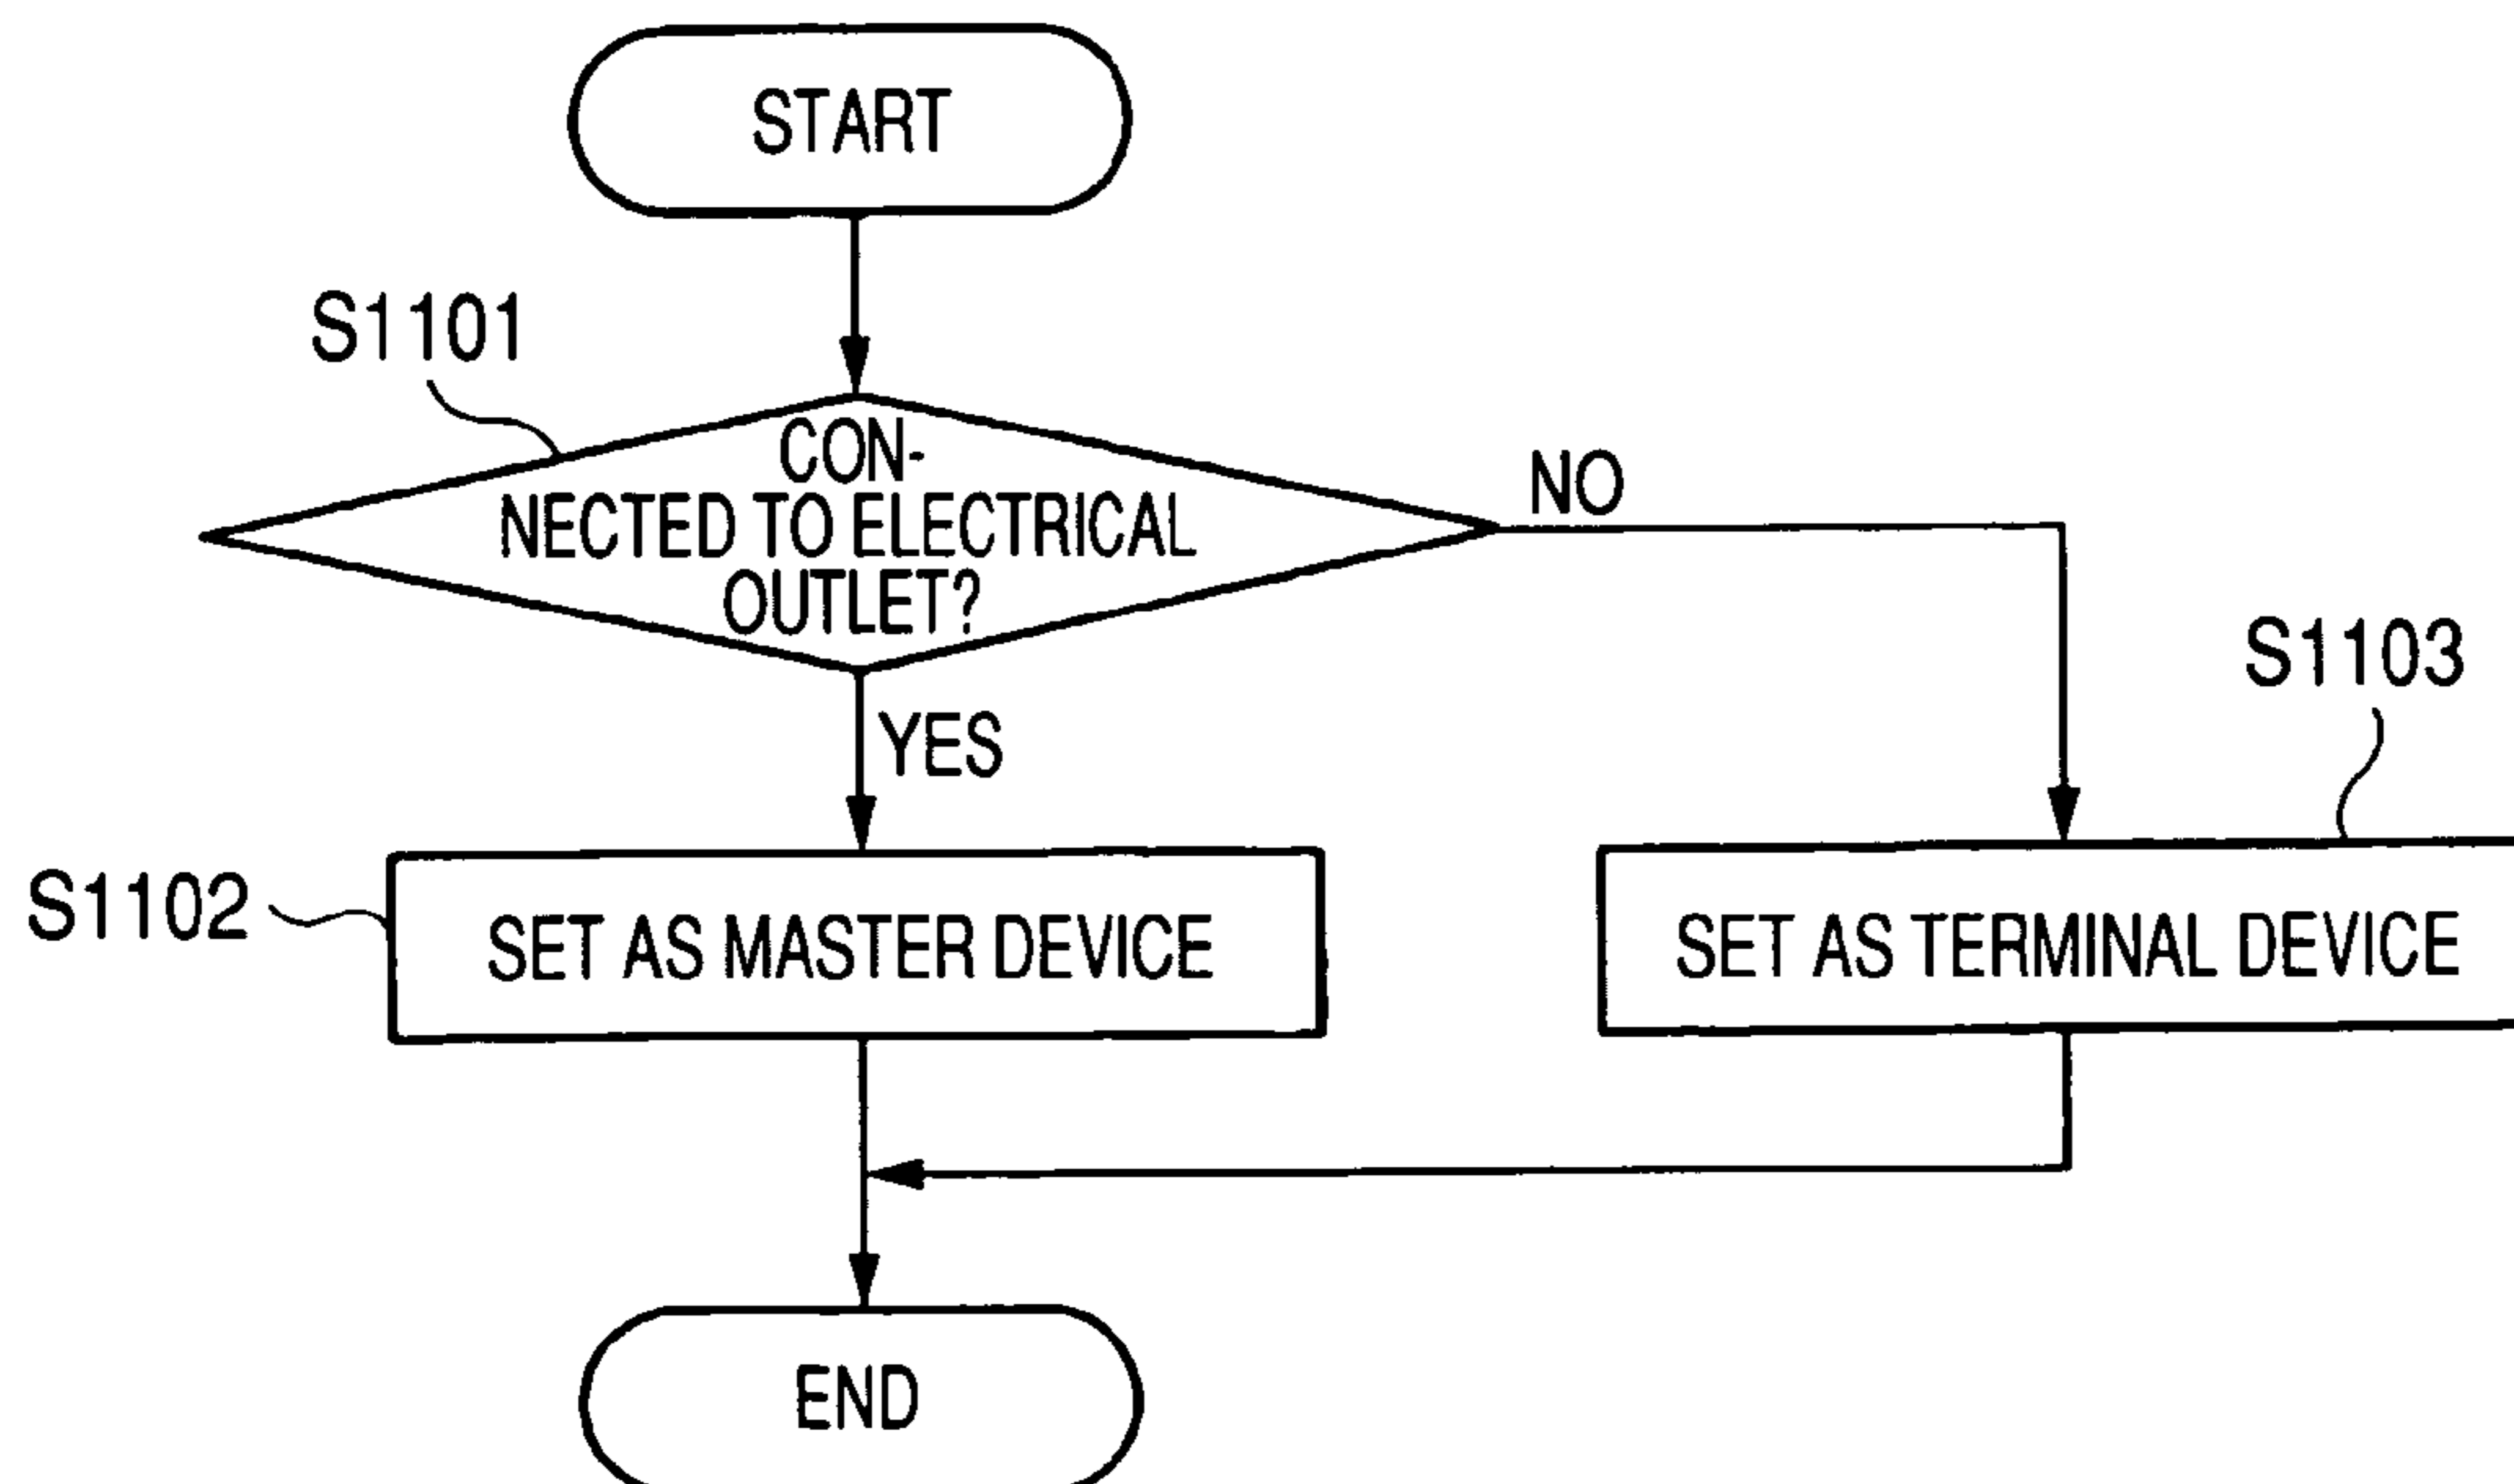 START
S1101
CON-
NECTED TO ELECTRICAL
OUTLET?
NO
YES
S1103
S1102
SET AS MASTER DEVICE
SET AS TERMINAL DEVICE
END